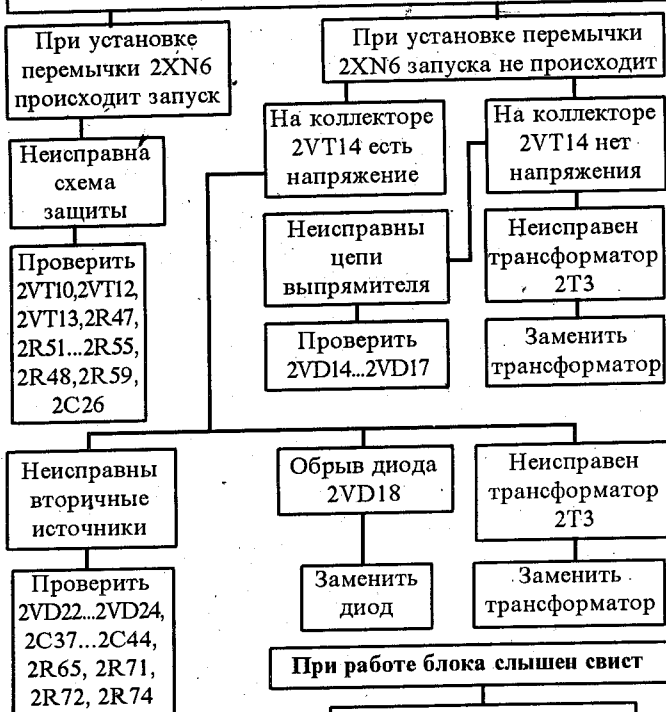 При установке
перемычки 2XN6
происходит запуск
При установке перемычки
2XN6 запуска не происходит
Неисправна
схема
защиты
Проверить
2VT10,2VT12,
2VT13,2R47,
2R51...2R55,
2R48,2R59,
2C26
На коллекторе
2VT14 есть
напряжение
На коллекторе
2VT14 нет
напряжения
Неисправны
цепи
выпрямителя
Проверить
2VD14...2VD17
Неисправен
трансформатор
2T3
Заменить
трансформатор
Неисправны
вторичные
источники
Проверить
2VD22...2VD24,
2C37...2C44,
2R65, 2R71,
2R72, 2R74
Обрыв диода
2VD18
Заменить
диод
Неисправен
трансформатор
2T3
Заменить
трансформатор
При работе блока слышен свист